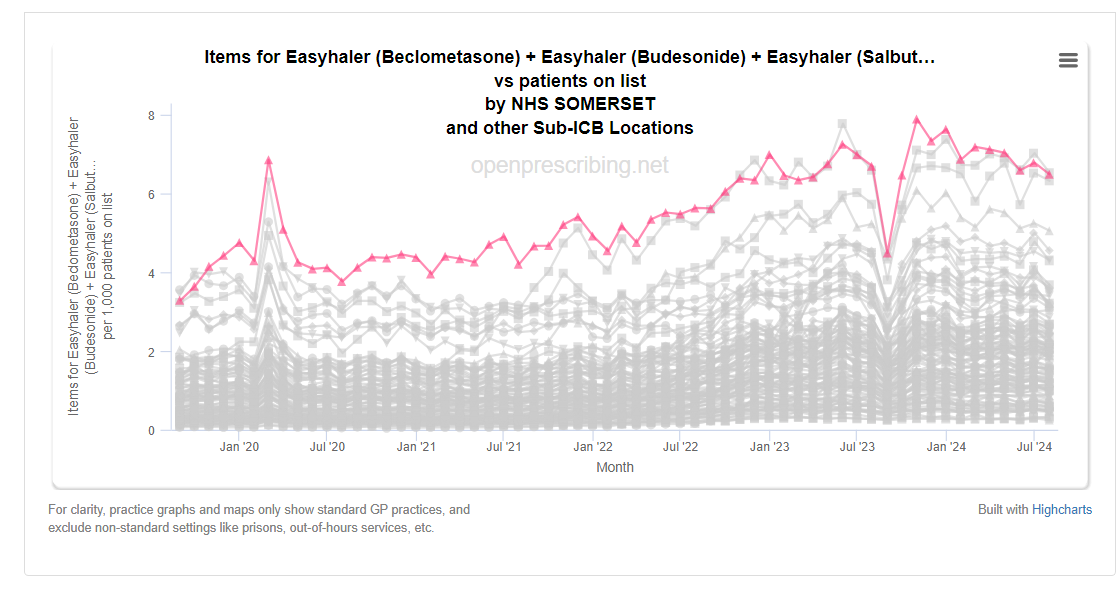 Items for Easyhaler (Beclometasone) + Easyhaler (Budesonide) + Easyhaler (Salbut…
vs patients on list
by NHS SOMERSET
and other Sub-ICB Locations
openprescribing.net
Items for Easyhaler (Beclometasone) + Easyhaler
(Budesonide) + Easyhaler (Salbut…
per 1,000 patients on list
8
6
4
2
0
Jan '20 Jul '20 Jan '21 Jul '21 Jan '22 Jul '22 Jan '23 Jul '23 Jan '24 Jul '24
Month
For clarity, practice graphs and maps only show standard GP practices, and
exclude non-standard settings like prisons, out-of-hours services, etc.
Built with Highcharts